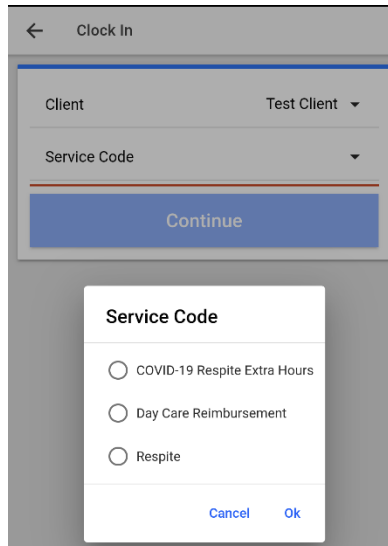 Clock In
Client Test Client
Service Code
Continue
Service Code
COVID-19 Respite Extra Hours
Day Care Reimbursement
Respite
Cancel Ok